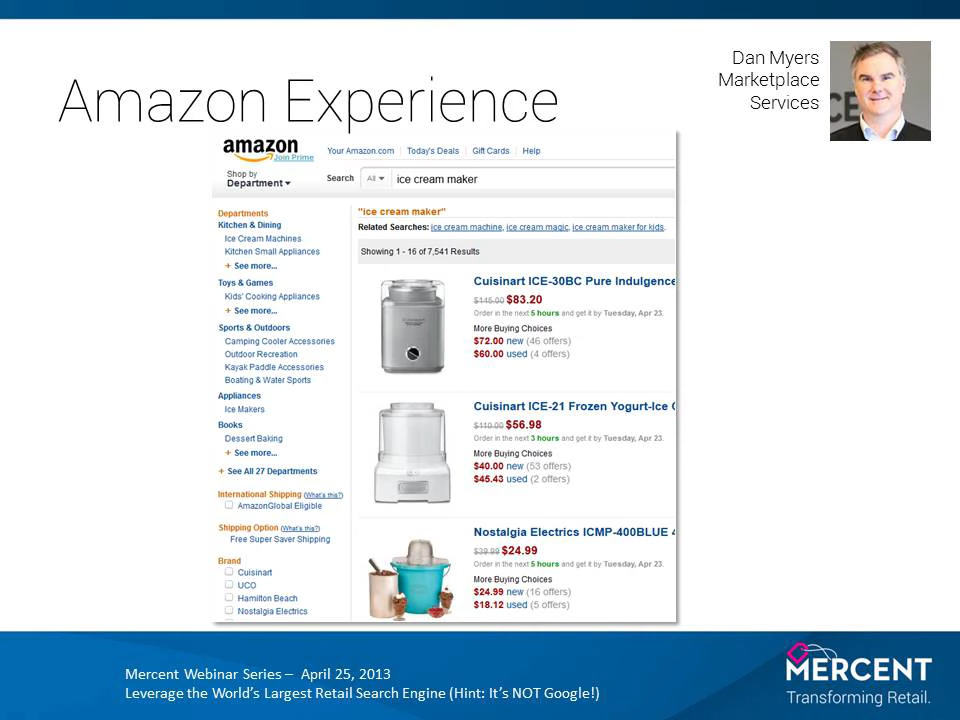 Dan Myers
Marketplace
Services
Amazon Experience
amazon
Join Prime
Your Amazon.com | Today's Deals | Gift Cards | Help
Shop by
Department
Search All ice cream maker
Departments
Kitchen & Dining
Ice Cream Machines
Kitchen Small Appliances
+ See more...
Toys & Games
Kids' Cooking Appliances
+ See more...
Sports & Outdoors
Camping Cooler Accessories
Outdoor Recreation
Kayak Paddle Accessories
Boating & Water Sports
Appliances
Ice Makers
Books
Dessert Baking
+ See more...
+ See All 27 Departments
International Shipping (What's this?)
AmazonGlobal Eligible
Shipping Option (What's this?)
Free Super Saver Shipping
Brand
Cuisinart
UCO
Hamilton Beach
Nostalgia Electrics
"ice cream maker"
Related Searches: ice cream machine, ice cream magic, ice cream maker for kids.
Showing 1 - 16 of 7,541 Results
Cuisinart ICE-30BC Pure Indulgence
$145.00 $83.20
Order in the next 5 hours and get it by Tuesday, Apr 23.
More Buying Choices
$72.00 new (46 offers)
$60.00 used (4 offers)
Cuisinart ICE-21 Frozen Yogurt-Ice
$110.00 $56.98
Order in the next 3 hours and get it by Tuesday, Apr 23.
More Buying Choices
$40.00 new (53 offers)
$45.43 used (2 offers)
Nostalgia Electrics ICMP-400BLUE 4
$39.99 $24.99
Order in the next 5 hours and get it by Tuesday, Apr 23.
More Buying Choices
$24.99 new (16 offers)
$18.12 used (5 offers)
Mercent Webinar Series – April 25, 2013
Leverage the World's Largest Retail Search Engine (Hint: It's NOT Google!)
MERCENT
Transforming Retail.